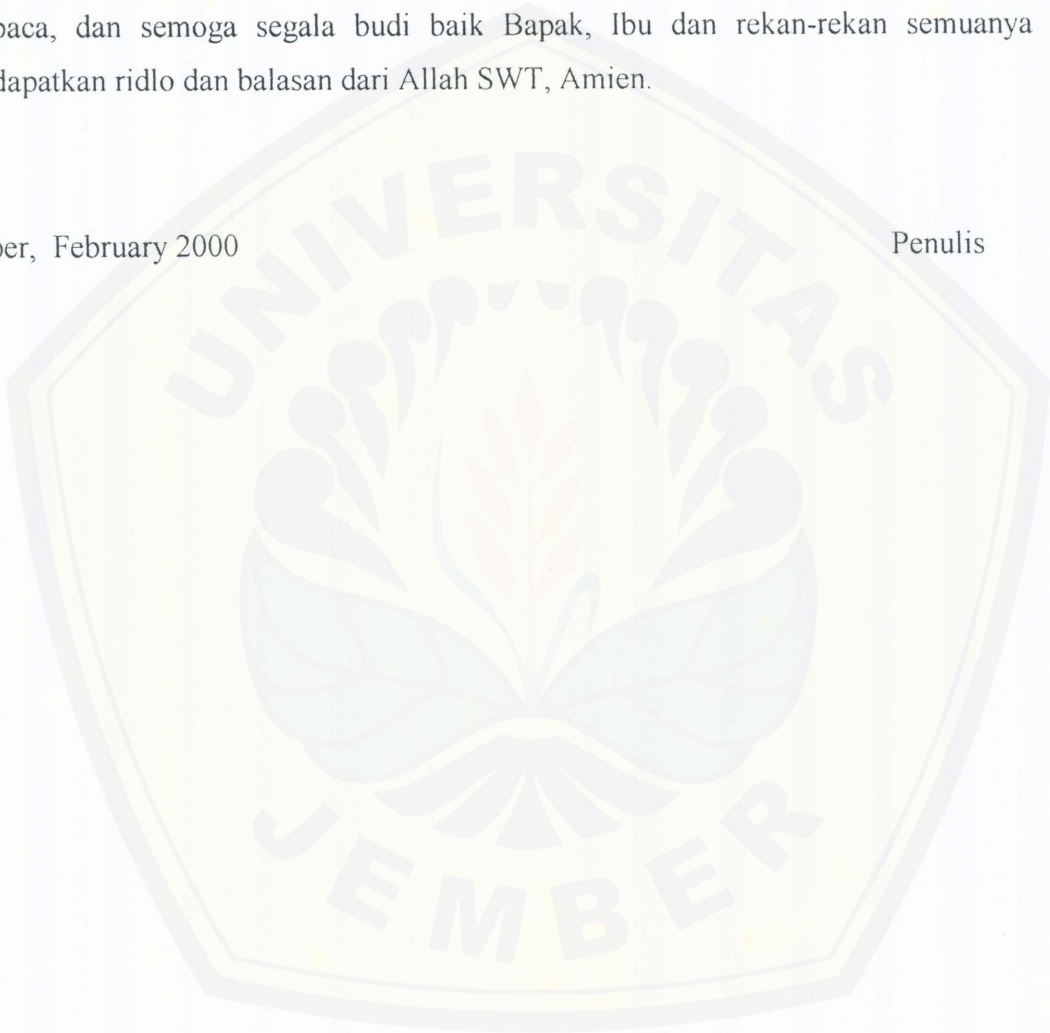 baca, dan semoga segala budi baik Bapak, Ibu dan rekan-rekan semuanya
dapatkan ridlo dan balasan dari Allah SWT, Amien.
ber, February 2000 Penulis
UNIVERSITAS
JEMBER